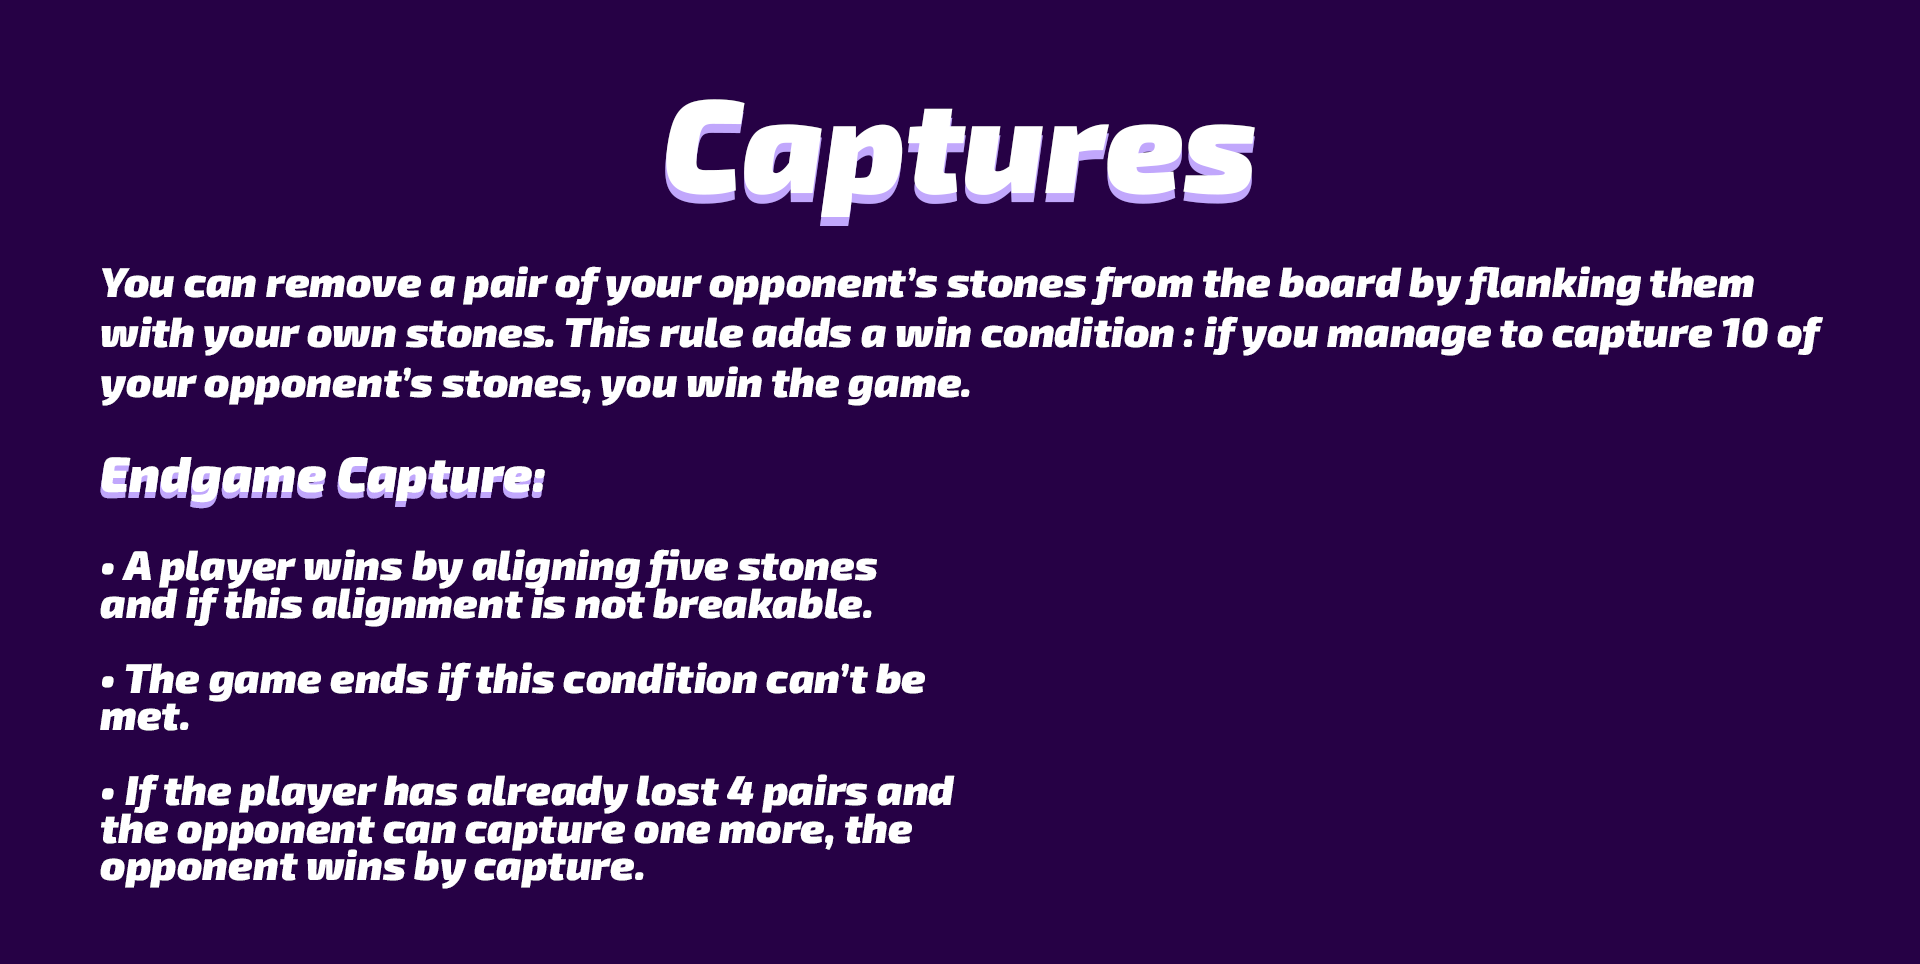 Captures
You can remove a pair of your opponent’s stones from the board by flanking them
with your own stones. This rule adds a win condition : if you manage to capture 10 of
your opponent’s stones, you win the game.
Endgame Capture:
• A player wins by aligning five stones
and if this alignment is not breakable.
• The game ends if this condition can’t be
met.
• If the player has already lost 4 pairs and
the opponent can capture one more, the
opponent wins by capture.